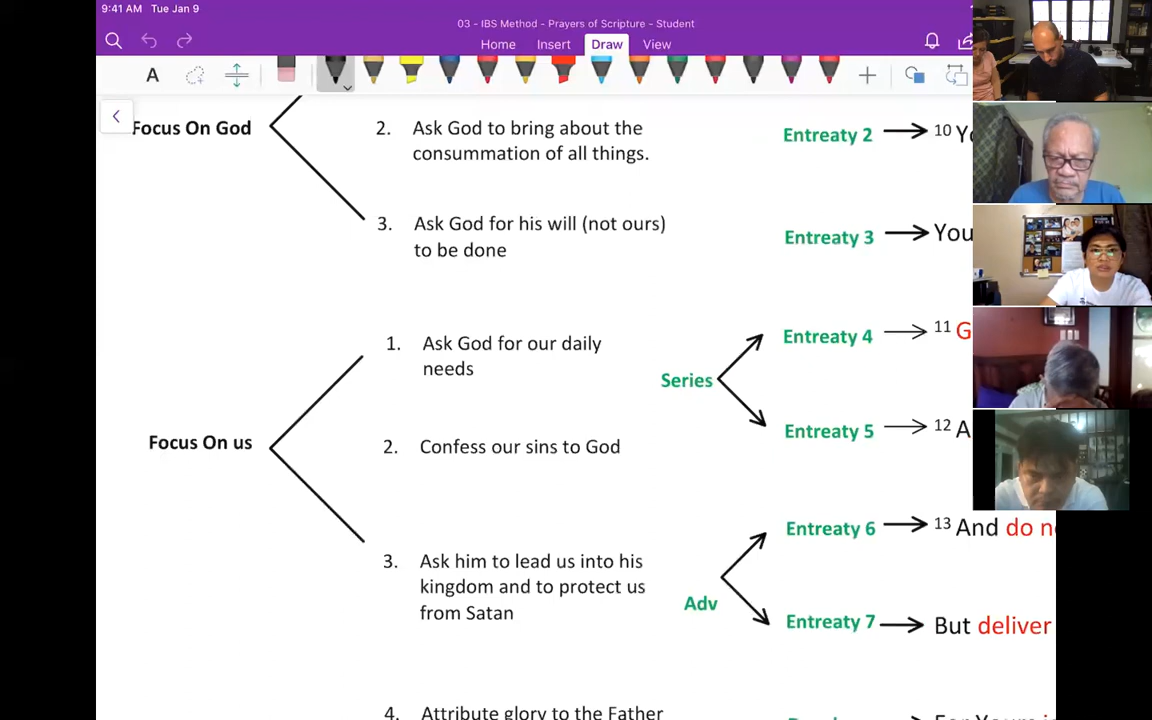 9:41 AM Tue Jan 9
03 - IBS Method - Prayers of Scripture - Student
Home Insert Draw View
A
Focus On God
2. Ask God to bring about the
consummation of all things.
Entreaty 2
10
3. Ask God for his will (not ours)
to be done
Entreaty 3
You
Focus On us
1. Ask God for our daily
needs
Series
Entreaty 4
11 G
2. Confess our sins to God
Entreaty 5
12 A
3. Ask him to lead us into his
kingdom and to protect us
from Satan
Adv
Entreaty 6
13 And do
Entreaty 7
But deliver
4. Attribute glory to the Father
For Yours